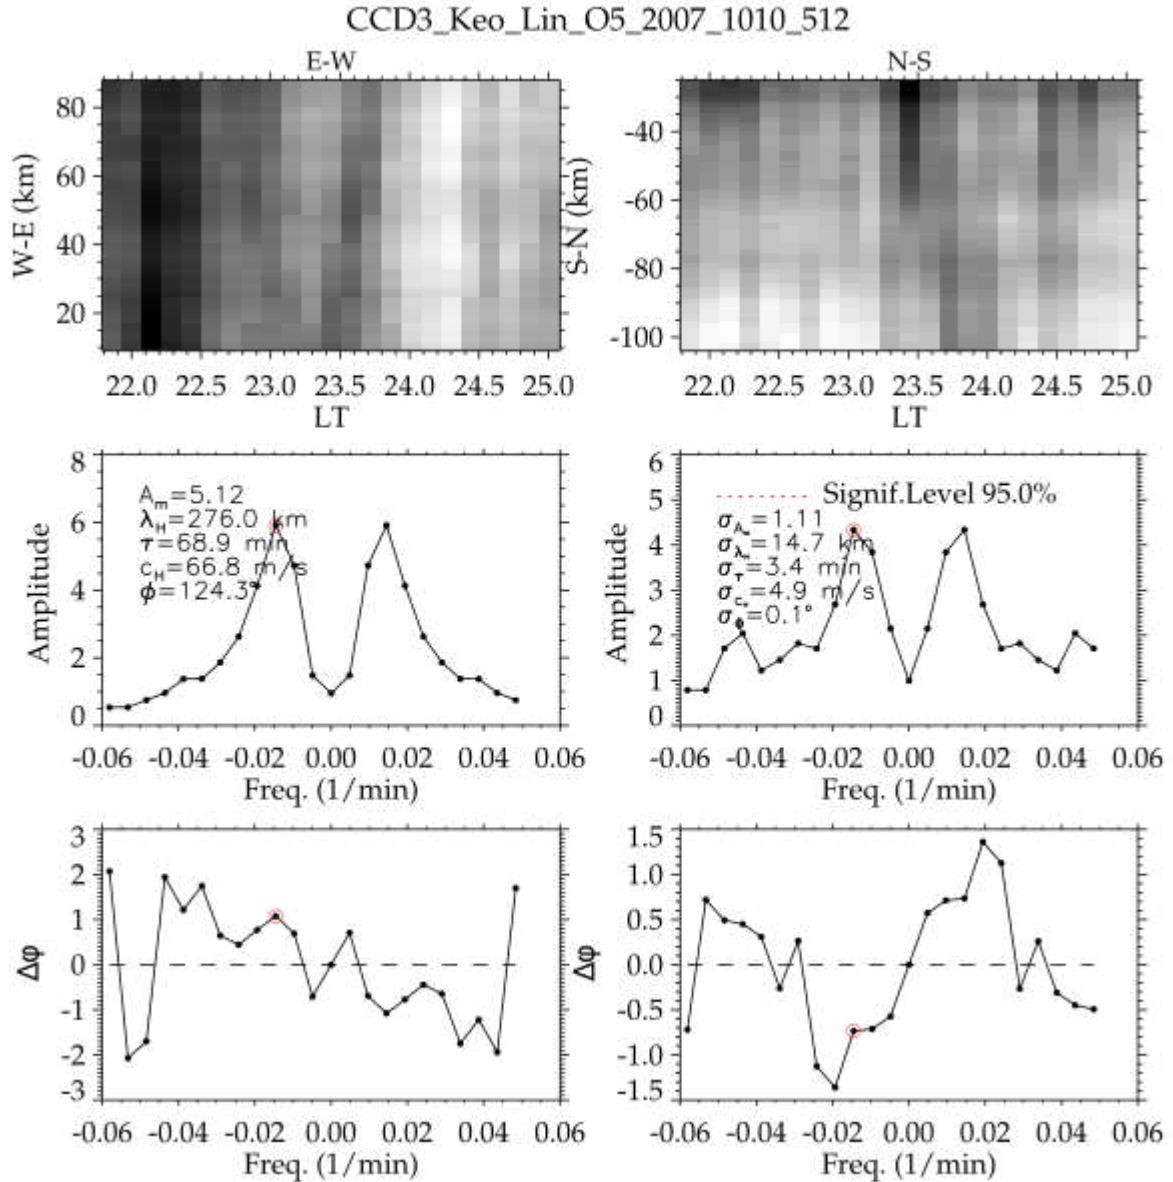 CCD3_Keo_Lin_O5_2007_1010_512
E-W
N-S
80
60
40
20
W-E (km)
22.0 22.5 23.0 23.5 24.0 24.5 25.0
LT
-40
-60
-80
-100
S-N (km)
22.0 22.5 23.0 23.5 24.0 24.5 25.0
LT
8
6
4
2
0
Amplitude
Am=5.12
λH=276.0 km
τ=68.9 min
cH=66.8 m/s
ϕ=124.3°
-0.06 -0.04 -0.02 0.00 0.02 0.04 0.06
Freq. (1/min)
6
5
4
3
2
1
0
Amplitude
Signif.Level 95.0%
σAm=1.11
σλH=14.7 km
στ=3.4 min
σcH=4.9 m/s
σϕ=0.1°
-0.06 -0.04 -0.02 0.00 0.02 0.04 0.06
Freq. (1/min)
3
2
1
0
-1
-2
-3
Δφ
-0.06 -0.04 -0.02 0.00 0.02 0.04 0.06
Freq. (1/min)
1.5
1.0
0.5
0.0
-0.5
-1.0
-1.5
Δφ
-0.06 -0.04 -0.02 0.00 0.02 0.04 0.06
Freq. (1/min)